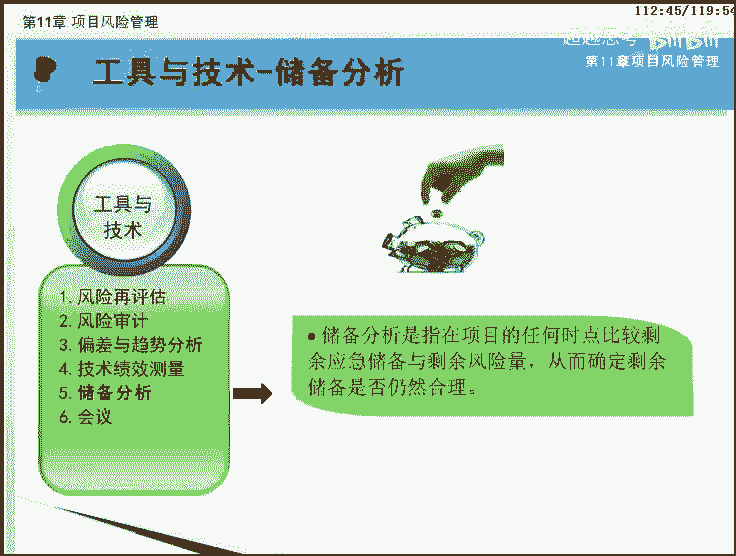 112:45/119:54
第11章 项目风险管理
工具与技术-储备分析
第11章项目风险管理
工具与
技术
1. 风险再评估
2. 风险审计
3. 偏差与趋势分析
4. 技术绩效测量
5. 储备分析
6. 会议
• 储备分析是指在项目的任何时点比较剩
余应急储备与剩余风险量，从而确定剩余
储备是否仍然合理。